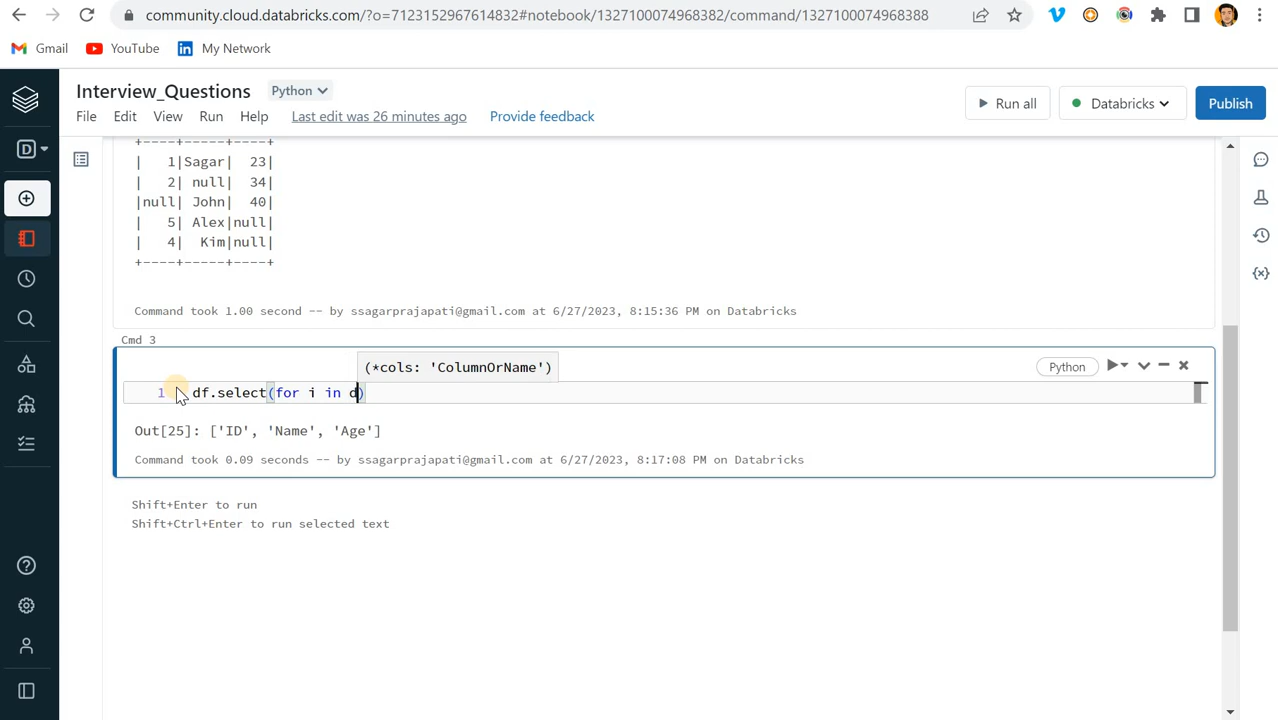 community.cloud.databricks.com/?o=7123152967614832#notebook/1327100074968382/command/1327100074968388
Gmail
YouTube
My Network
Interview_Questions
Python
File
Edit
View
Run
Help
Last edit was 26 minutes ago
Provide feedback
Run all
Databricks
Publish
D
+----+-----+----+
|   1|Sagar|  23|
|   2| null|  34|
|null| John|  40|
|   5| Alex|null|
|   4|  Kim|null|
+----+-----+----+
Command took 1.00 second -- by ssagarprajapati@gmail.com at 6/27/2023, 8:15:36 PM on Databricks
Cmd 3
(*cols: 'ColumnOrName')
Python
1 df.select(for i in d)
Out[25]: ['ID', 'Name', 'Age']
Command took 0.09 seconds -- by ssagarprajapati@gmail.com at 6/27/2023, 8:17:08 PM on Databricks
Shift+Enter to run
Shift+Ctrl+Enter to run selected text